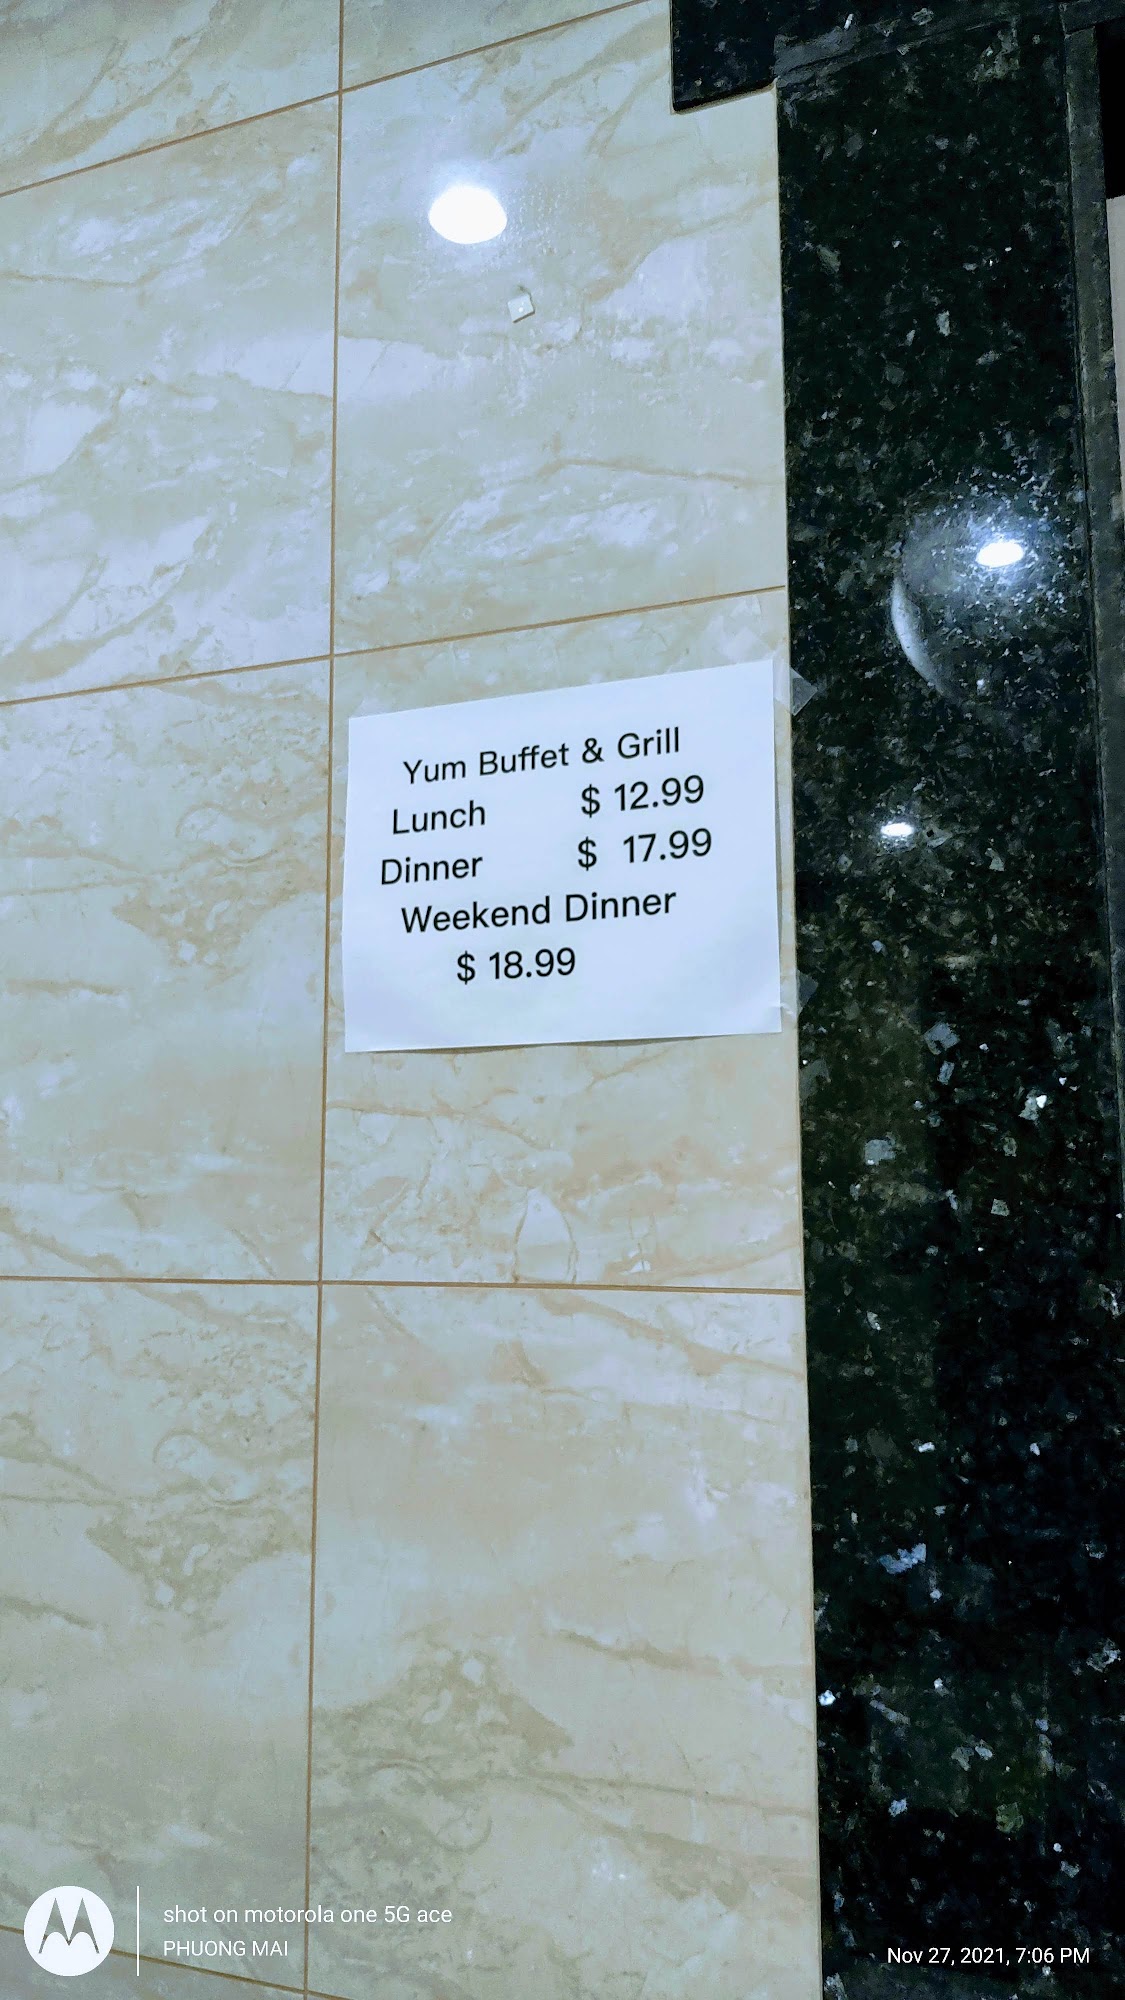 Yum Buffet & Grill
Lunch $ 12.99
Dinner $ 17.99
Weekend Dinner
$ 18.99
shot on motorola one 5G ace
PHUONG MAI
Nov 27, 2021, 7:06 PM